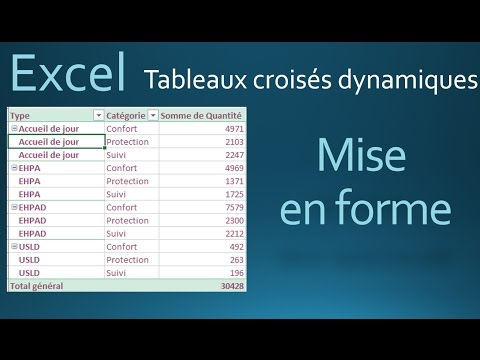 Excel Tableaux croisés dynamiques
Type Catégorie Somme de Quantité
Accueil de jour Confort 4971
Accueil de jour Protection 2103
Accueil de jour Suivi 2247
EHPA Confort 4969
EHPA Protection 1371
EHPA Suivi 1725
EHPAD Confort 7579
EHPAD Protection 2300
EHPAD Suivi 2212
USLD Confort 492
USLD Protection 263
USLD Suivi 196
Total général 30428
Mise
en forme